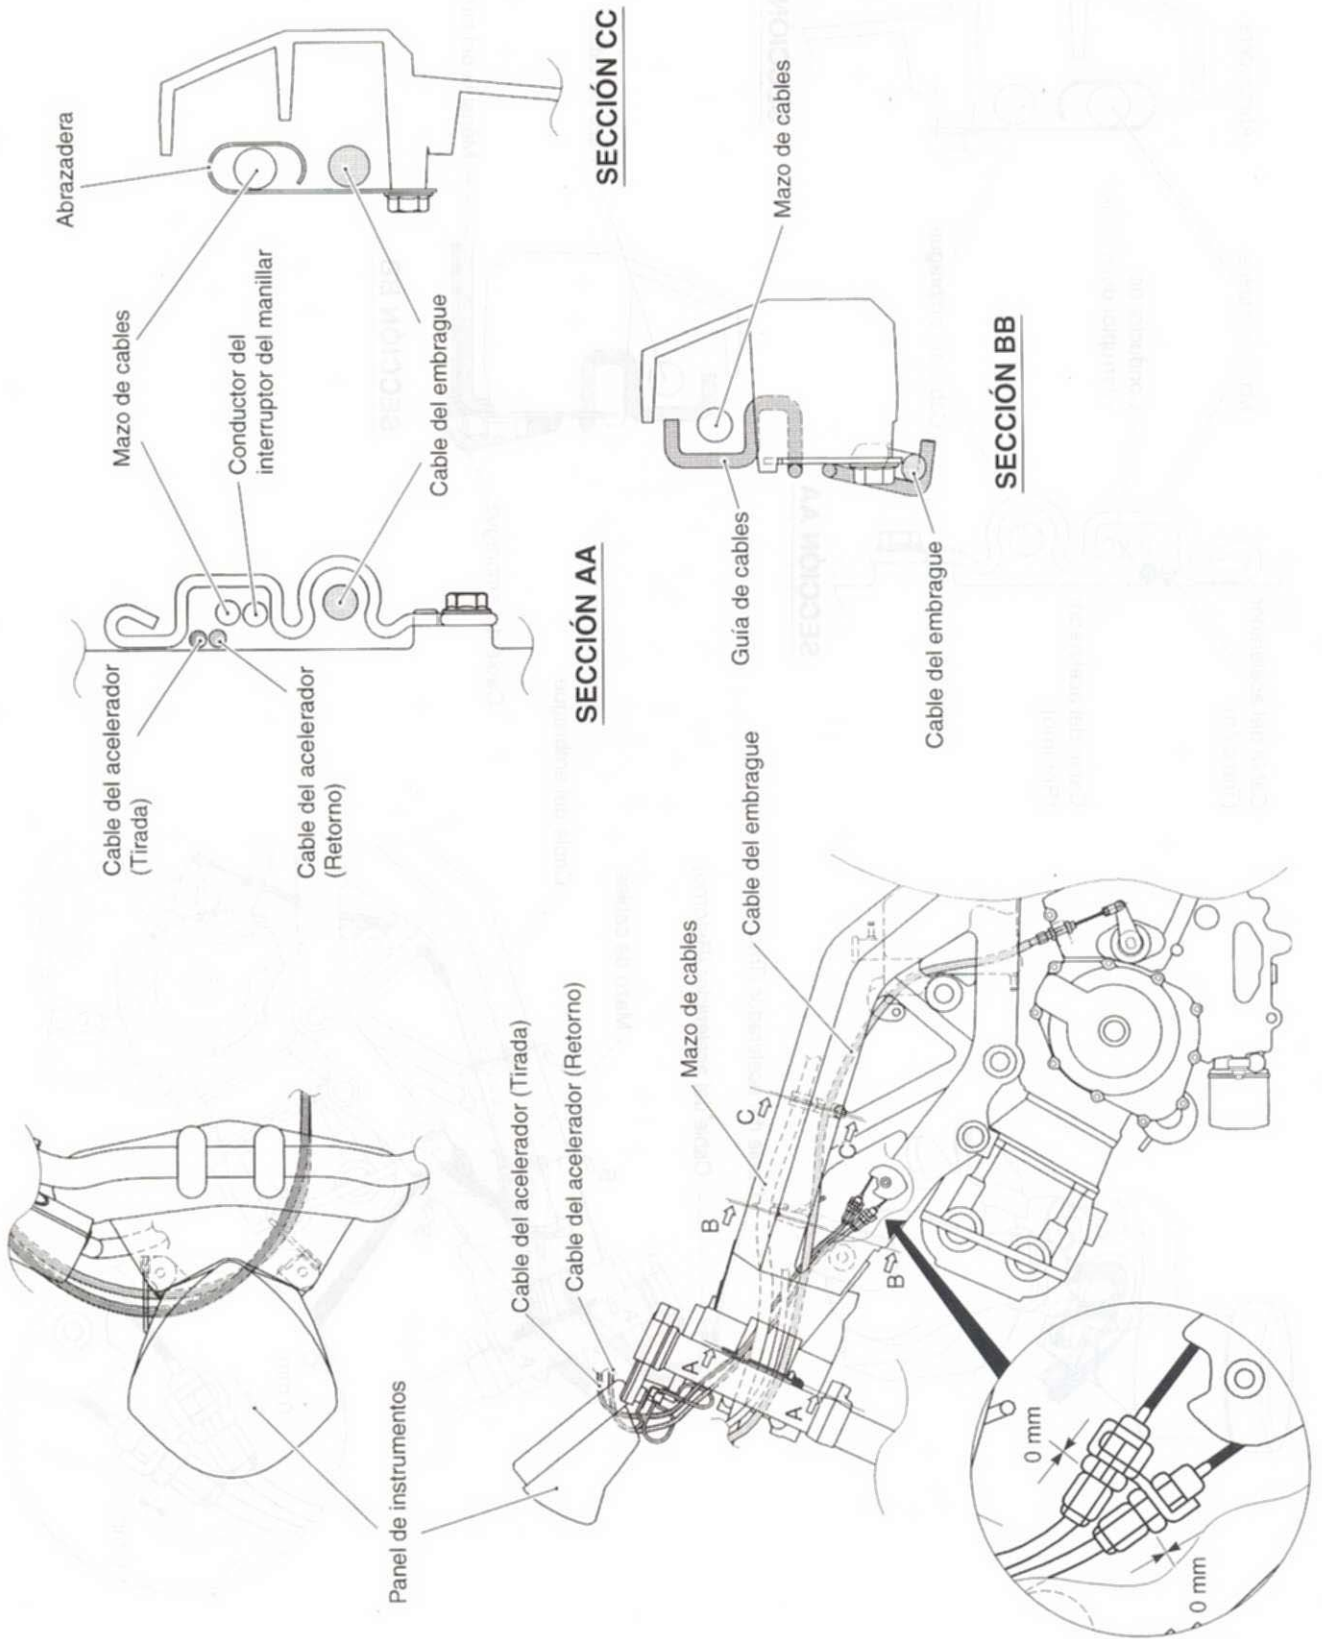 Panel de instrumentos
Cable del acelerador
(Tirada)
Cable del acelerador
(Retorno)
Mazo de cables
Conductor del
interruptor del manillar
Cable del embrague
Abrazadera
SECCIÓN AA
SECCIÓN CC
Cable del acelerador (Tirada)
Cable del acelerador (Retorno)
Mazo de cables
Cable del embrague
Guía de cables
Cable del embrague
Mazo de cables
SECCIÓN BB
A
A
B
B
C
C
0 mm
0 mm